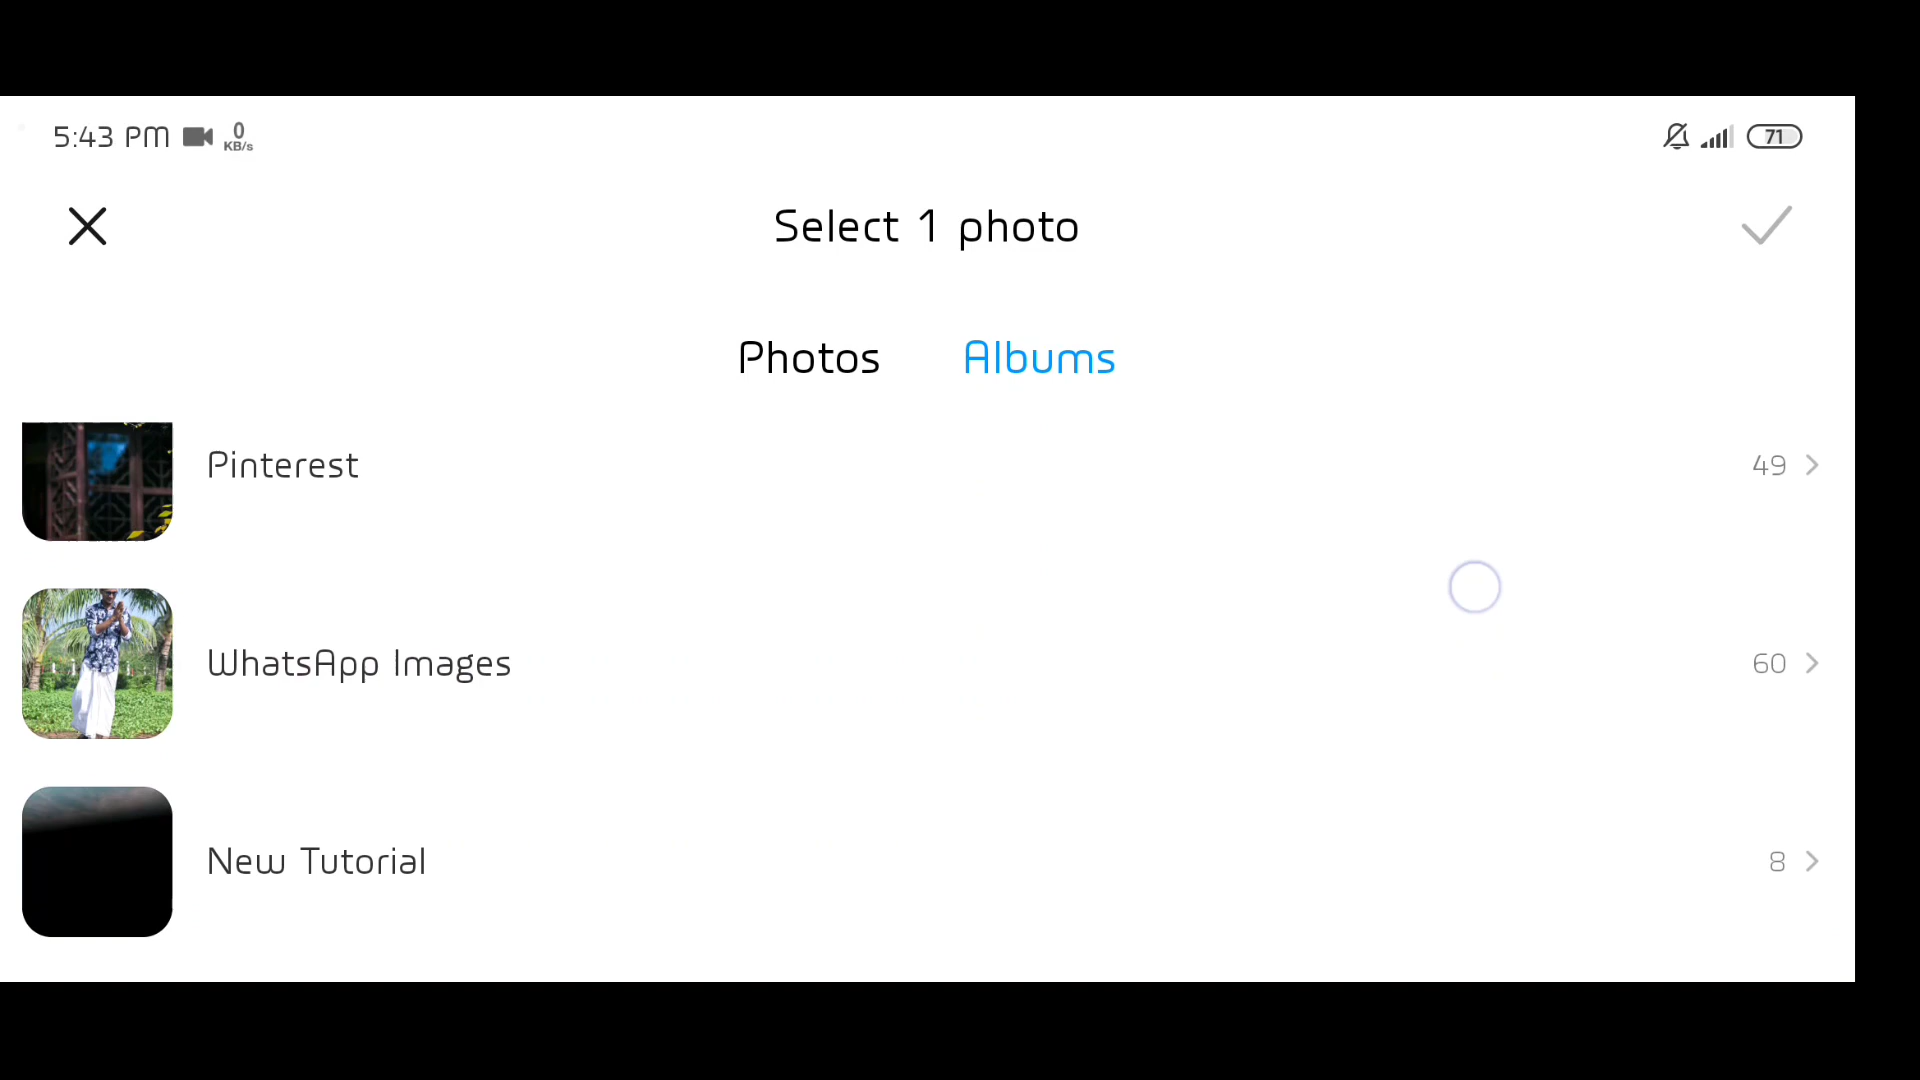 5:43 PM 0 KB/s 71
Select 1 photo
Photos Albums
Pinterest 49
WhatsApp Images 60
New Tutorial 8